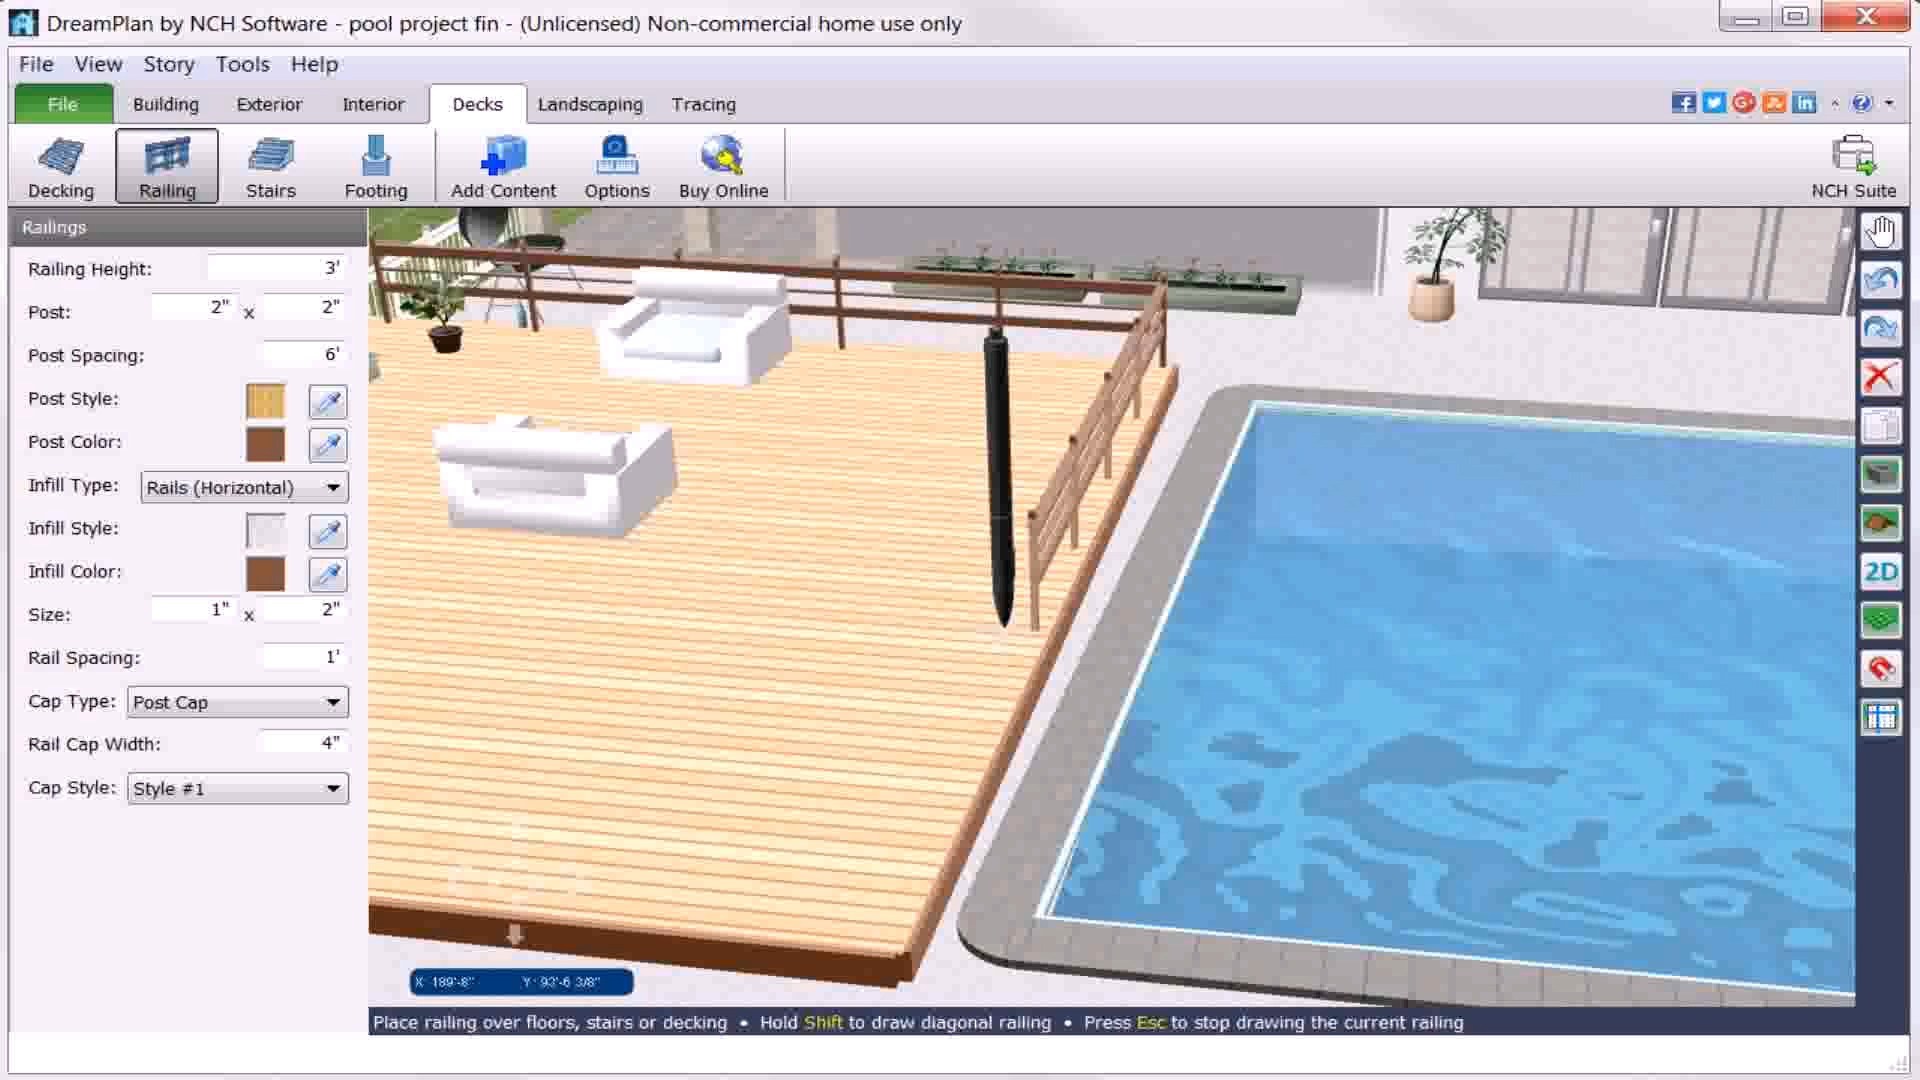 DreamPlan by NCH Software - pool project fin - (Unlicensed) Non-commercial home use only
File View Story Tools Help
File Building Exterior Interior Decks Landscaping Tracing
Decking Railing Stairs Footing Add Content Options Buy Online NCH Suite
Railings
Railing Height: 3'
Post: 2" x 2"
Post Spacing: 6'
Post Style:
Post Color:
Infill Type: Rails (Horizontal)
Infill Style:
Infill Color:
Size: 1" x 2"
Rail Spacing: 1'
Cap Type: Post Cap
Rail Cap Width: 4"
Cap Style: Style #1
2D
X 189'-8" Y: 93'-6 3/8"
Place railing over floors, stairs or decking • Hold Shift to draw diagonal railing • Press Esc to stop drawing the current railing